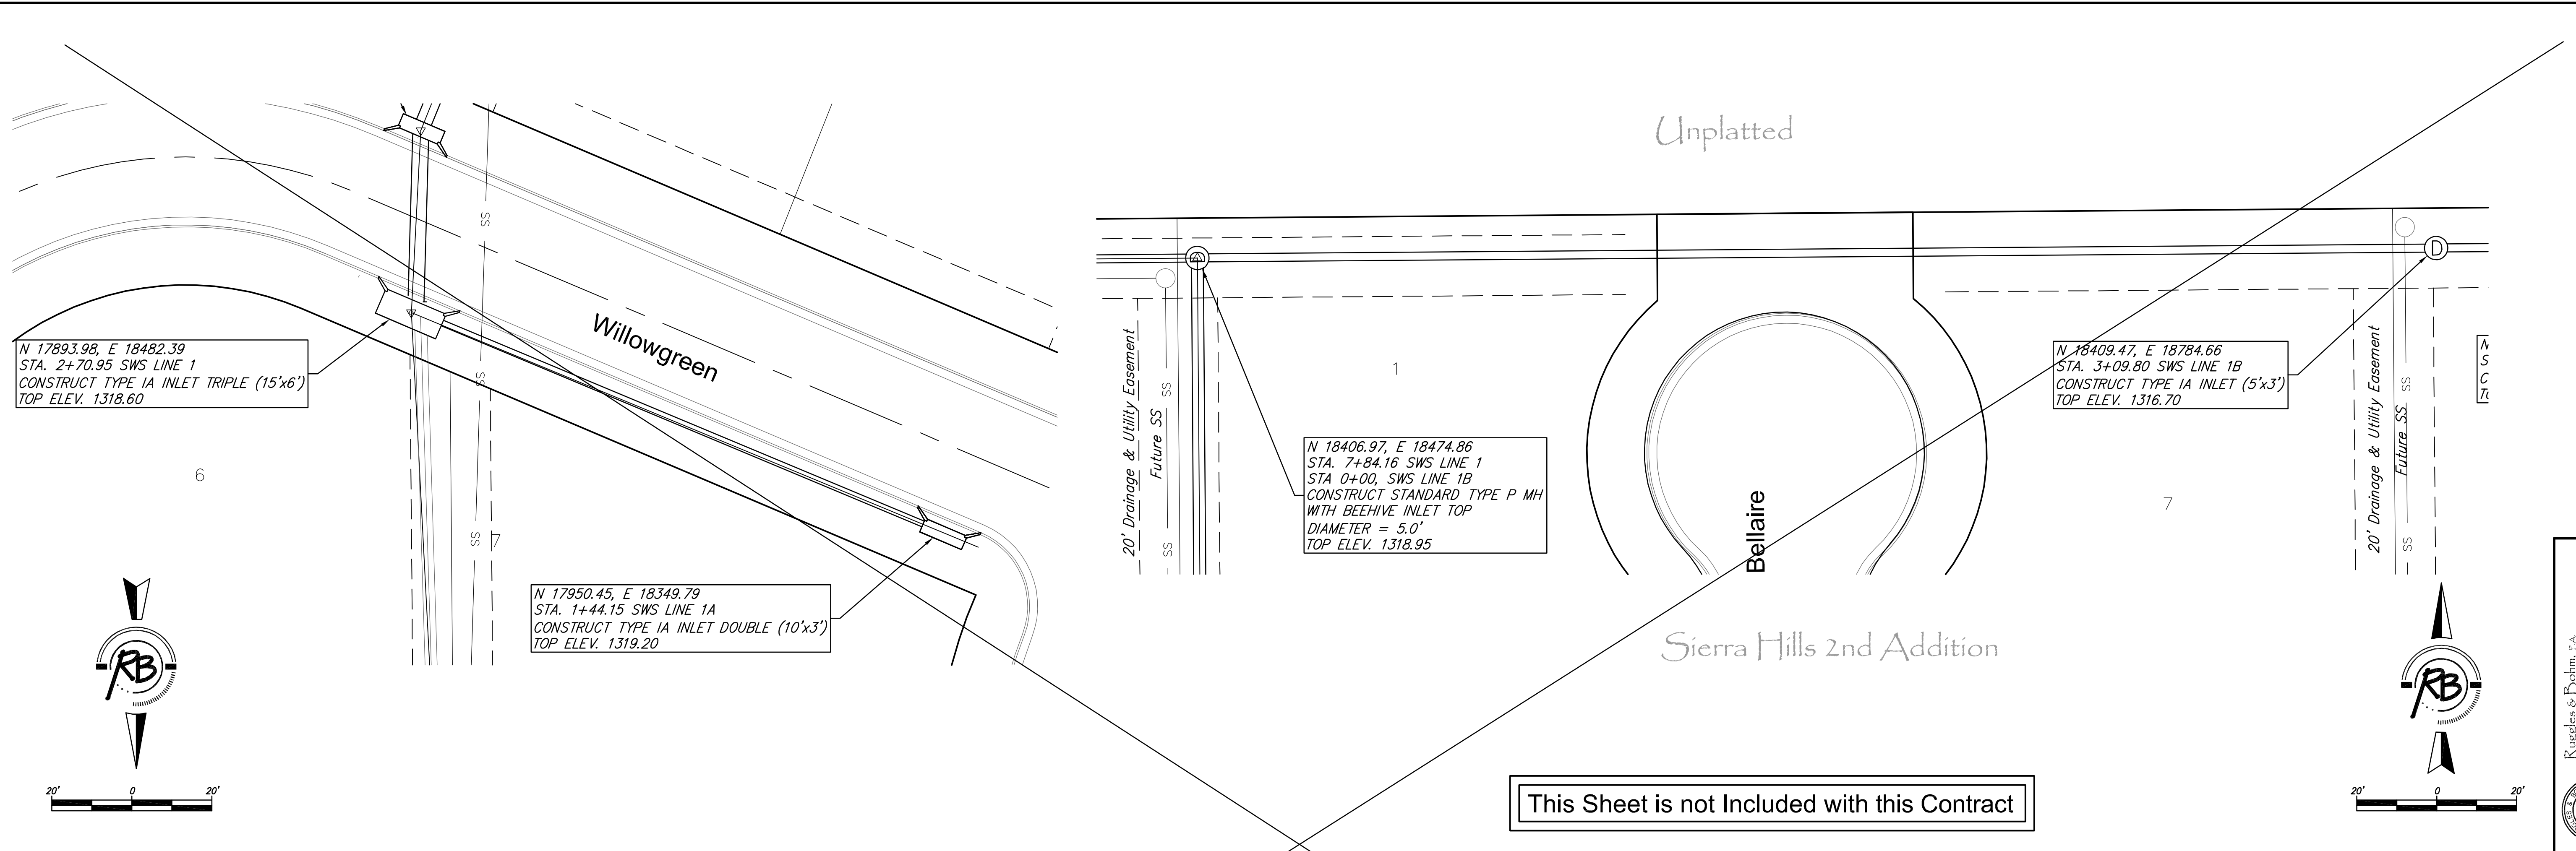 Unplatted
SS
Willowgreen
N 17893.98, E 18482.39
STA. 2+70.95 SWS LINE 1
CONSTRUCT TYPE IA INLET TRIPLE (15'x6')
TOP ELEV. 1318.60
SS
6
SS
7
N 17950.45, E 18349.79
STA. 1+44.15 SWS LINE 1A
CONSTRUCT TYPE IA INLET DOUBLE (10'x3')
TOP ELEV. 1319.20
RB
20' 0 20'
20' Drainage & Utility Easement
Future SS
SS
SS
1
N 18406.97, E 18474.86
STA. 7+84.16 SWS LINE 1
STA 0+00, SWS LINE 1B
CONSTRUCT STANDARD TYPE P MH
WITH BEEHIVE INLET TOP
DIAMETER = 5.0'
TOP ELEV. 1318.95
Bellaire
D
N 18409.47, E 18784.66
STA. 3+09.80 SWS LINE 1B
CONSTRUCT TYPE IA INLET (5'x3')
TOP ELEV. 1316.70
7
20' Drainage & Utility Easement
Future SS
SS
SS
Sierra Hills 2nd Addition
RB
20' 0 20'
This Sheet is not Included with this Contract
Ruggles & Bohm, P.A.